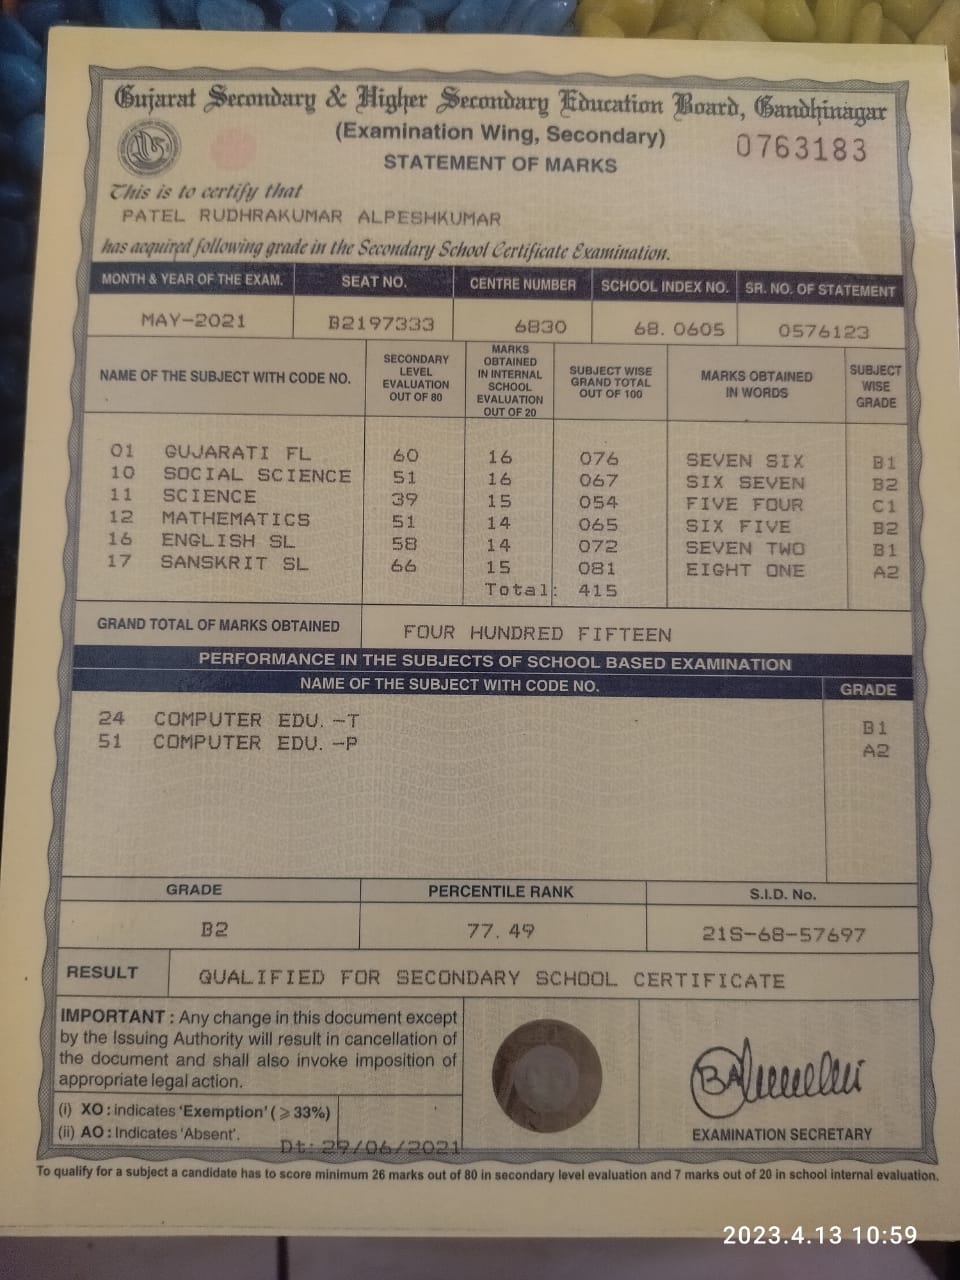 Gujarat Secondary & Higher Secondary Education Board, Gandhinagar
(Examination Wing, Secondary)
0763183
STATEMENT OF MARKS
This is to certify that
PATEL RUDHRAKUMAR ALPESHKUMAR
has acquired following grade in the Secondary School Certificate Examination.
MONTH & YEAR OF THE EXAM. SEAT NO. CENTRE NUMBER SCHOOL INDEX NO. SR. NO. OF STATEMENT
MAY-2021 B2197333 6830 68.0605 0576123
NAME OF THE SUBJECT WITH CODE NO. SECONDARY LEVEL EVALUATION OUT OF 80 MARKS OBTAINED IN INTERNAL SCHOOL EVALUATION OUT OF 20 SUBJECT WISE GRAND TOTAL OUT OF 100 MARKS OBTAINED IN WORDS SUBJECT WISE GRADE
01 GUJARATI FL 60 16 076 SEVEN SIX B1
10 SOCIAL SCIENCE 51 16 067 SIX SEVEN B2
11 SCIENCE 39 15 054 FIVE FOUR C1
12 MATHEMATICS 51 14 065 SIX FIVE B2
16 ENGLISH SL 58 14 072 SEVEN TWO B1
17 SANSKRIT SL 66 15 081 EIGHT ONE A2
Total: 415
GRAND TOTAL OF MARKS OBTAINED FOUR HUNDRED FIFTEEN
PERFORMANCE IN THE SUBJECTS OF SCHOOL BASED EXAMINATION
NAME OF THE SUBJECT WITH CODE NO. GRADE
24 COMPUTER EDU. -T B1
51 COMPUTER EDU. -P A2
GRADE PERCENTILE RANK S.I.D. No.
B2 77.49 21S-68-57697
RESULT QUALIFIED FOR SECONDARY SCHOOL CERTIFICATE
IMPORTANT : Any change in this document except
by the Issuing Authority will result in cancellation of
the document and shall also invoke imposition of
appropriate legal action.
(i) XO : indicates 'Exemption' (⩾33%)
(ii) AO : Indicates 'Absent'.
Dt: 29/06/2021
EXAMINATION SECRETARY
To qualify for a subject a candidate has to score minimum 26 marks out of 80 in secondary level evaluation and 7 marks out of 20 in school internal evaluation.
2023.4.13 10:59